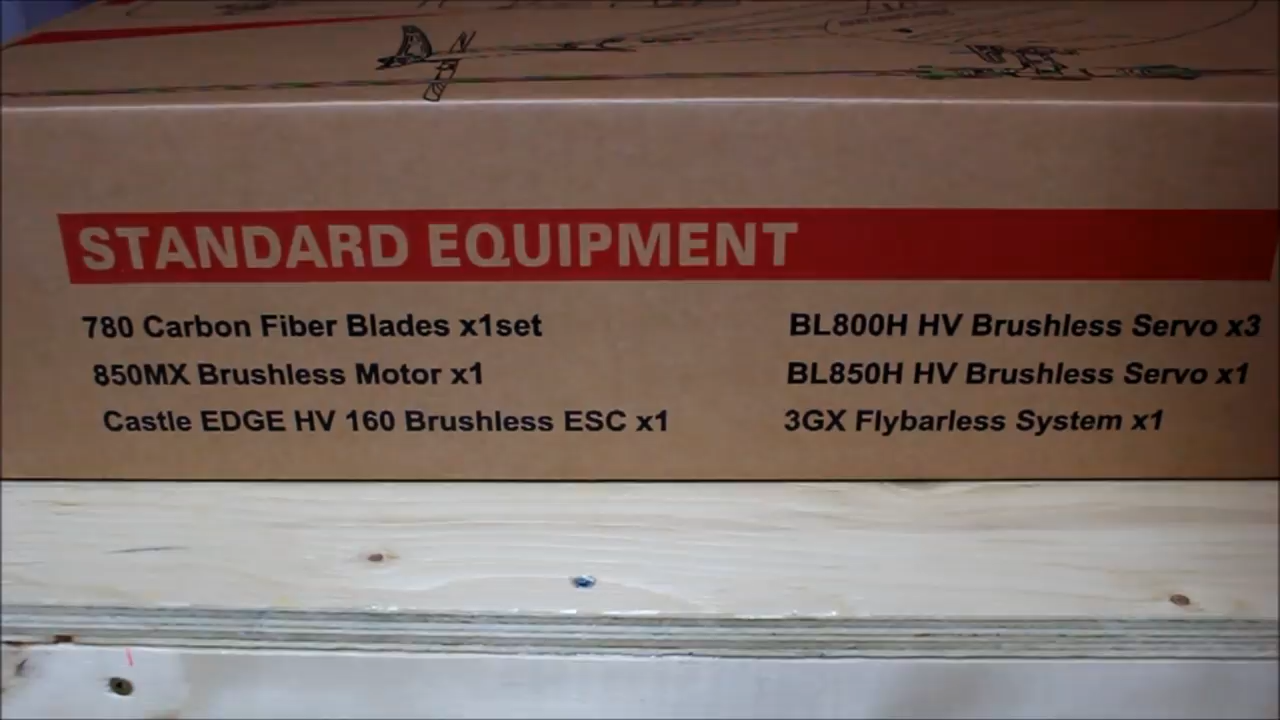 STANDARD EQUIPMENT
780 Carbon Fiber Blades x1set
850MX Brushless Motor x1
Castle EDGE HV 160 Brushless ESC x1
BL800H HV Brushless Servo x3
BL850H HV Brushless Servo x1
3GX Flybarless System x1